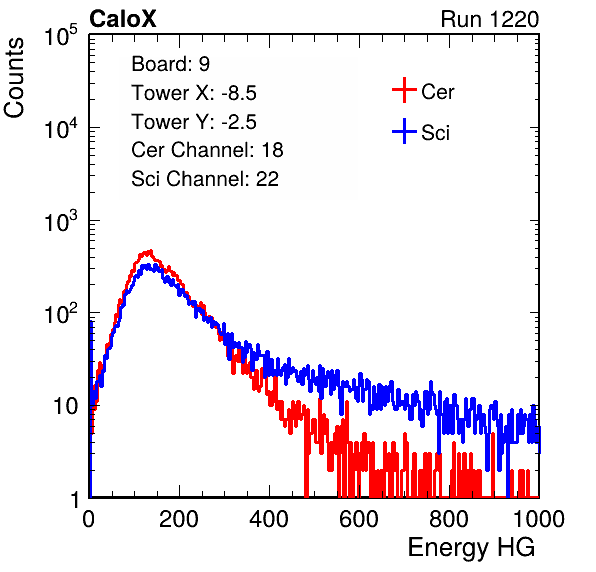 CaloX Run 1220
Counts
Board: 9
Tower X: -8.5
Tower Y: -2.5
Cer Channel: 18
Sci Channel: 22
Cer
Sci
10^5
10^4
10^3
10^2
10
1
0 200 400 600 800 1000
Energy HG